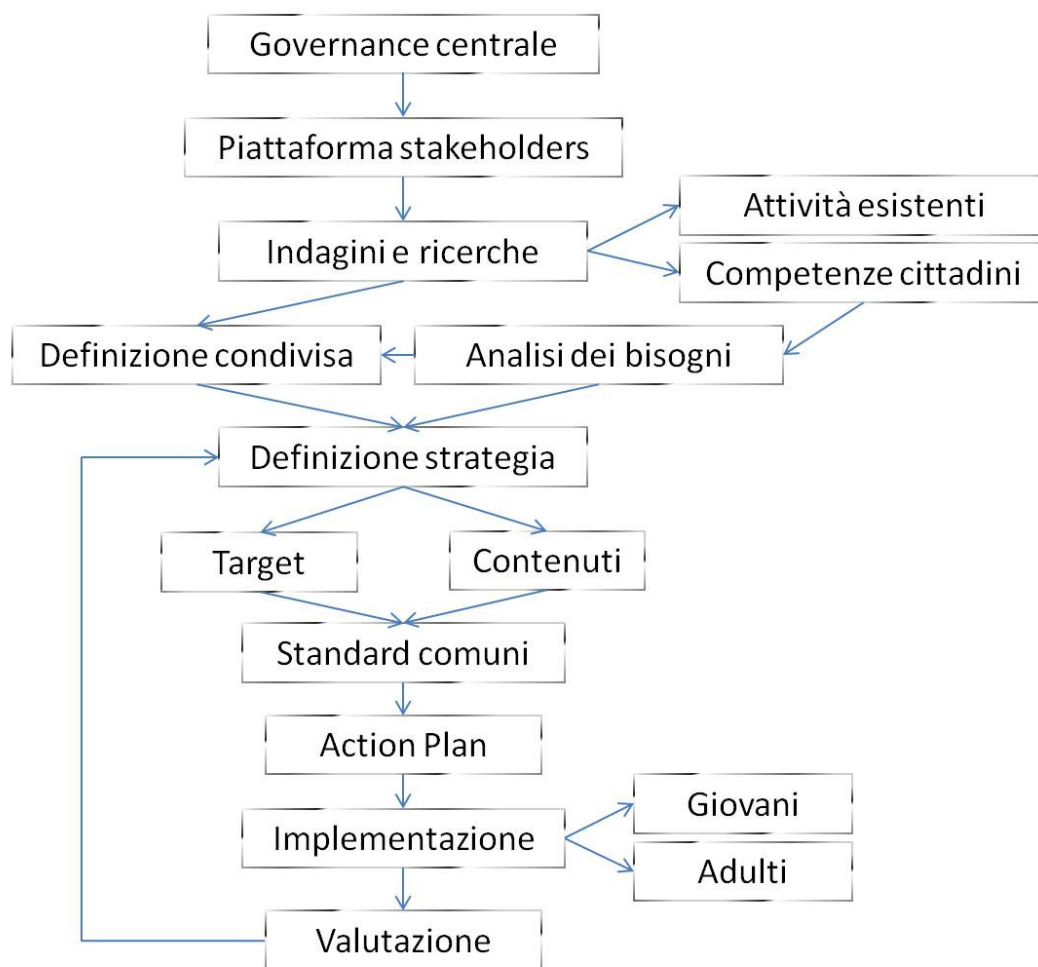 Governance centrale
Piattaforma stakeholders
Attività esistenti
Indagini e ricerche
Competenze cittadini
Definizione condivisa
Analisi dei bisogni
Definizione strategia
Target
Contenuti
Standard comuni
Action Plan
Giovani
Implementazione
Adulti
Valutazione